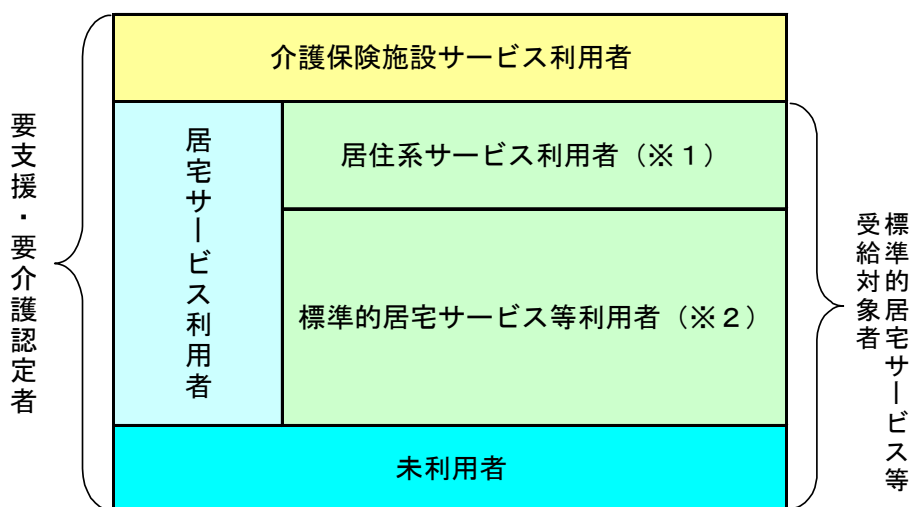 要支援・要介護認定者
介護保険施設サービス利用者
居宅サービス利用者
居住系サービス利用者（※１）
標準的居宅サービス等利用者（※２）
未利用者
標準的居宅サービス等
受給対象者